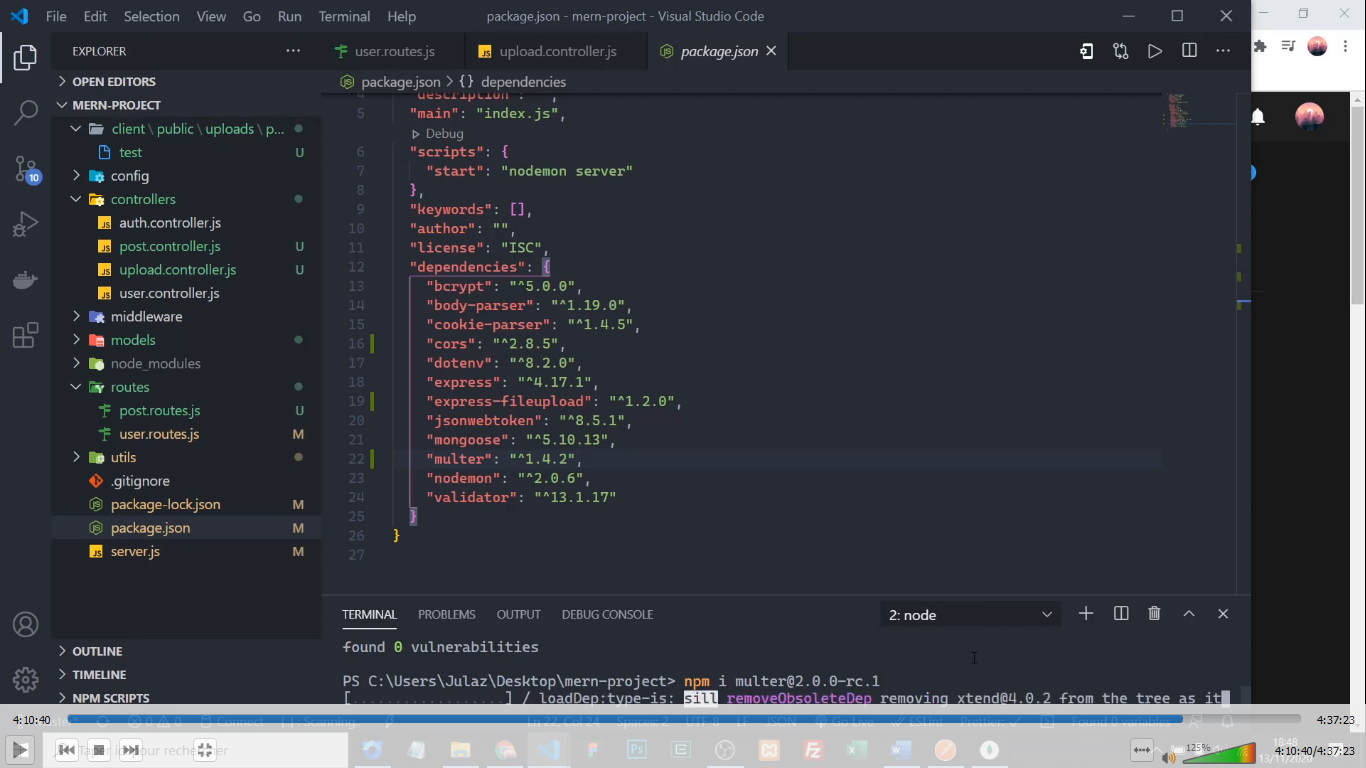 File Edit Selection View Go Run Terminal Help package.json - mern-project - Visual Studio Code
EXPLORER
user.routes.js upload.controller.js package.json
OPEN EDITORS
package.json > {} dependencies
MERN-PROJECT
client \ public \ uploads \ p...
test U
config
controllers
auth.controller.js
post.controller.js U
upload.controller.js U
user.controller.js
middleware
models
node_modules
routes
post.routes.js U
user.routes.js M
utils
.gitignore
package-lock.json M
package.json M
server.js M
OUTLINE
TIMELINE
NPM SCRIPTS
10
5 "main": "index.js",
Debug
6 "scripts": {
7 "start": "nodemon server"
8 },
9 "keywords": [],
10 "author": "",
11 "license": "ISC",
12 "dependencies": {
13 "bcrypt": "^5.0.0",
14 "body-parser": "^1.19.0",
15 "cookie-parser": "^1.4.5",
16 "cors": "^2.8.5",
17 "dotenv": "^8.2.0",
18 "express": "^4.17.1",
19 "express-fileupload": "^1.2.0",
20 "jsonwebtoken": "^8.5.1",
21 "mongoose": "^5.10.13",
22 "multer": "^1.4.2",
23 "nodemon": "^2.0.6",
24 "validator": "^13.1.17"
25 }
26 }
27
TERMINAL PROBLEMS OUTPUT DEBUG CONSOLE 2: node
found 0 vulnerabilities
PS C:\Users\Julaz\Desktop\mern-project> npm i multer@2.0.0-rc.1
[..................] / loadDep:type-is: sill removeObsoleteDep removing xtend@4.0.2 from the tree as it
4:10:40 4:37:23
Ln 22, Col 24 Spaces: 2 UTF-8 LF JSON Go Live ESLint Prettier Found 0 variables
125% 18:48
13/11/2020 4:10:40/4:37:23